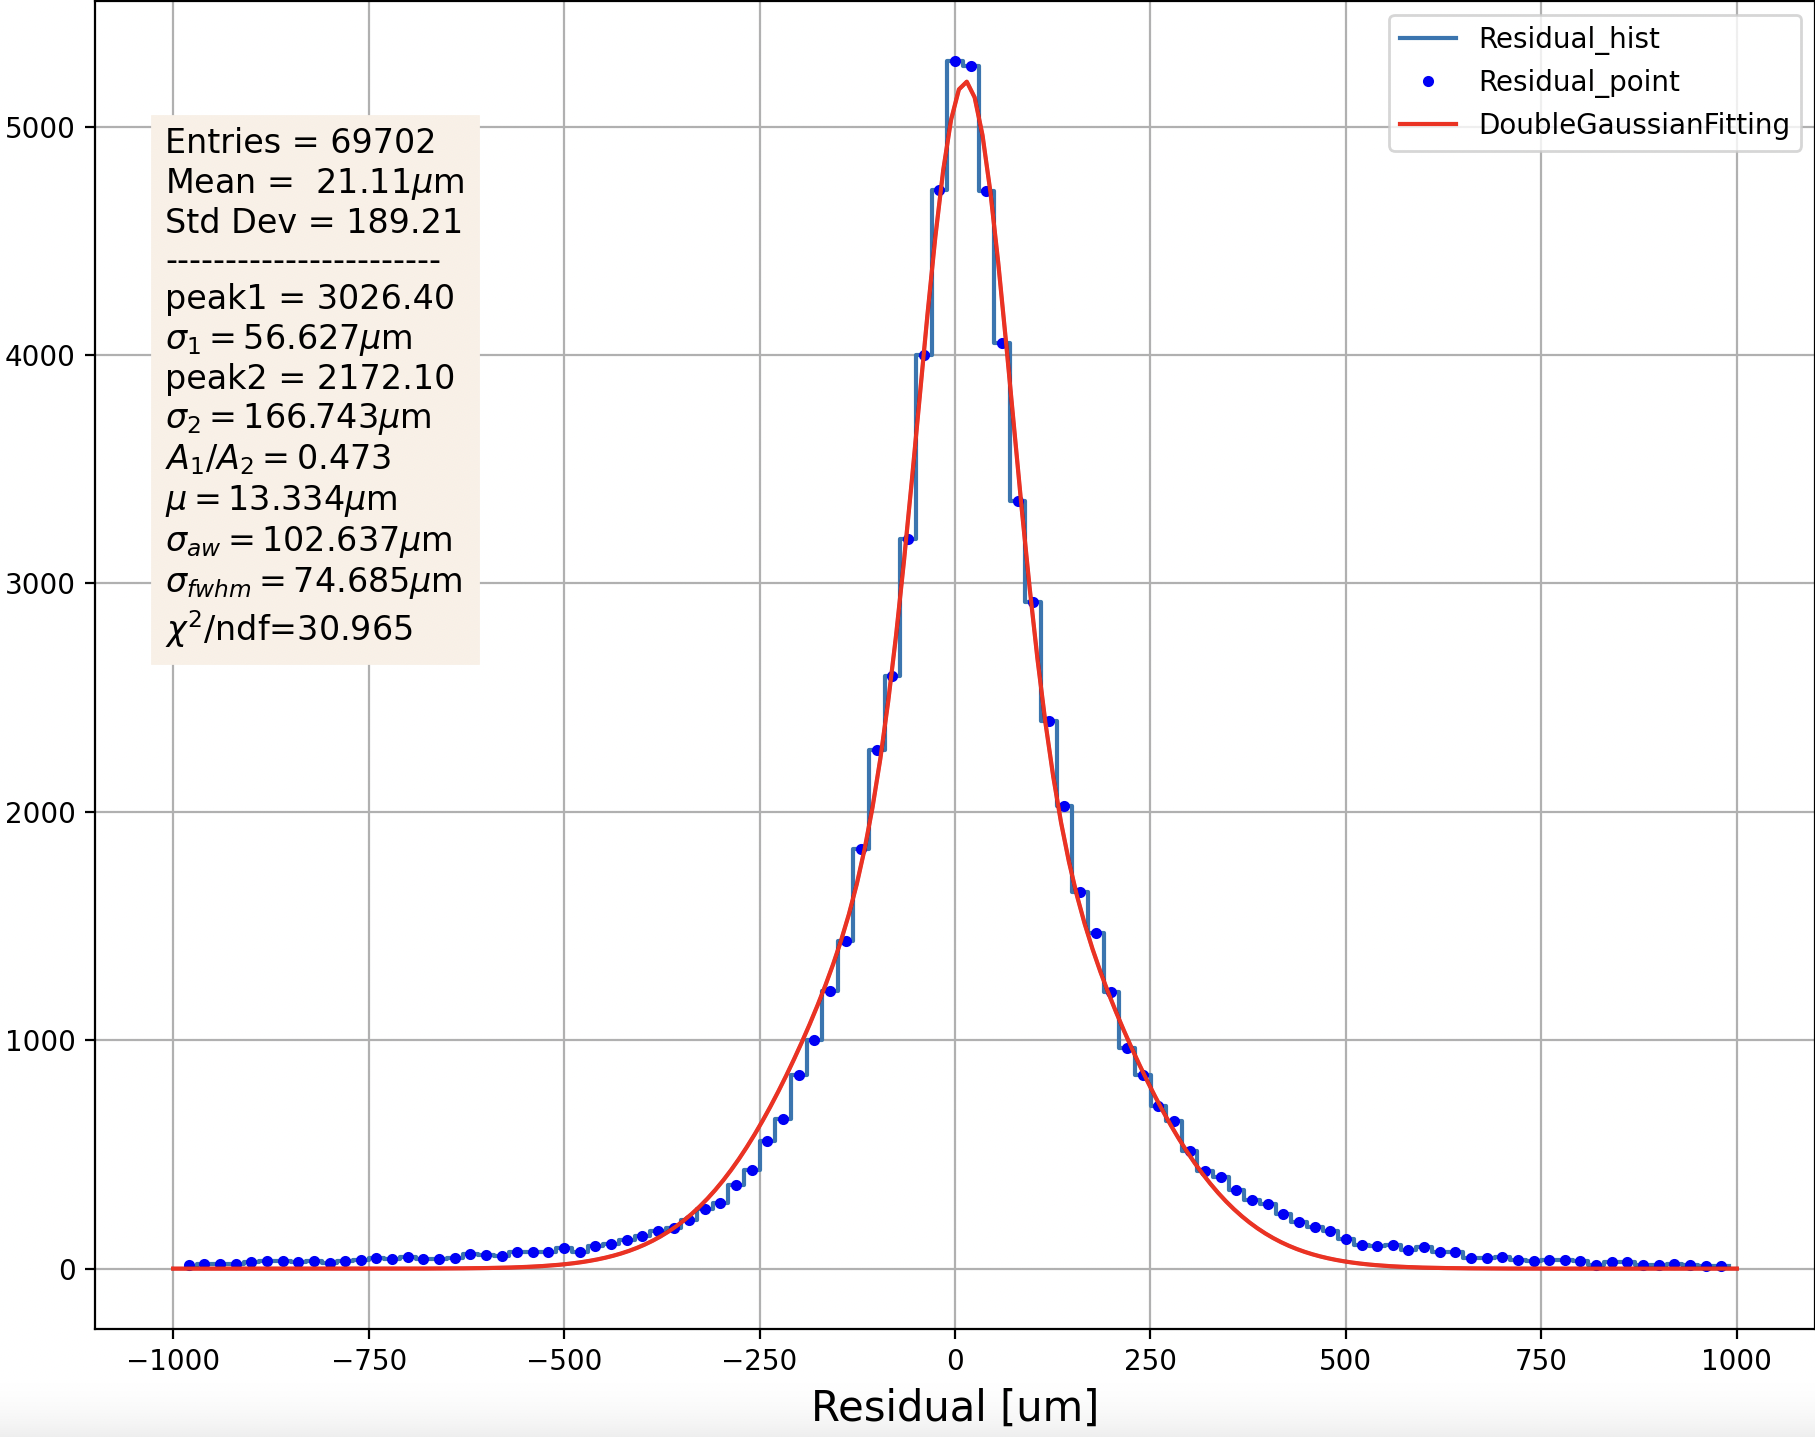 Residual_hist
Residual_point
DoubleGaussianFitting
Entries = 69702
Mean =  21.11μm
Std Dev = 189.21
-----------------------
peak1 = 3026.40
σ₁ = 56.627μm
peak2 = 2172.10
σ₂ = 166.743μm
A₁/A₂ = 0.473
μ = 13.334μm
σ_aw = 102.637μm
σ_fwhm = 74.685μm
χ²/ndf=30.965
5000
4000
3000
2000
1000
0
−1000 −750 −500 −250 0 250 500 750 1000
Residual [um]